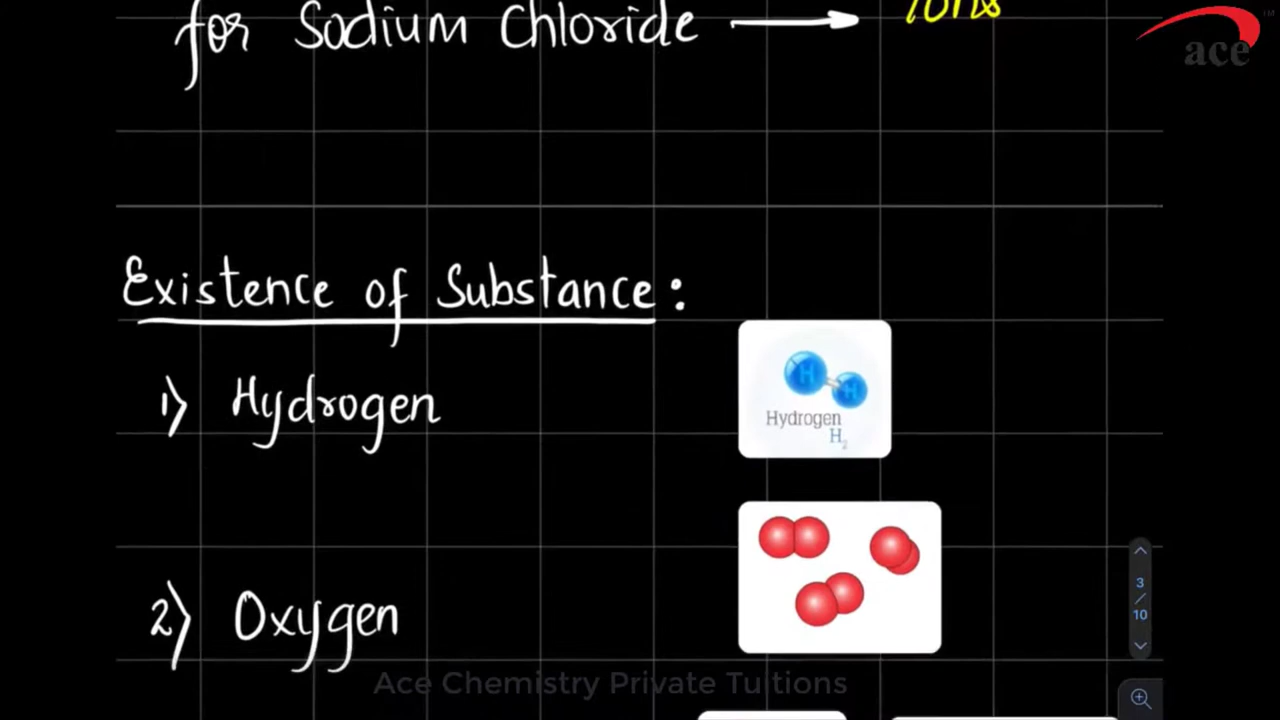 for Sodium Chloride → ions
ace
TM
Existence of Substance :
1) Hydrogen
H H
Hydrogen
H₂
2) Oxygen
3
/
10
Ace Chemistry Private Tuitions